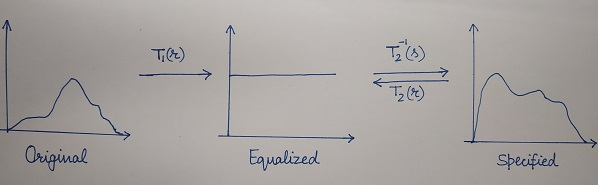 T₁(r)
T₂⁻¹(s)
T₂(r)
Original
Equalized
Specified